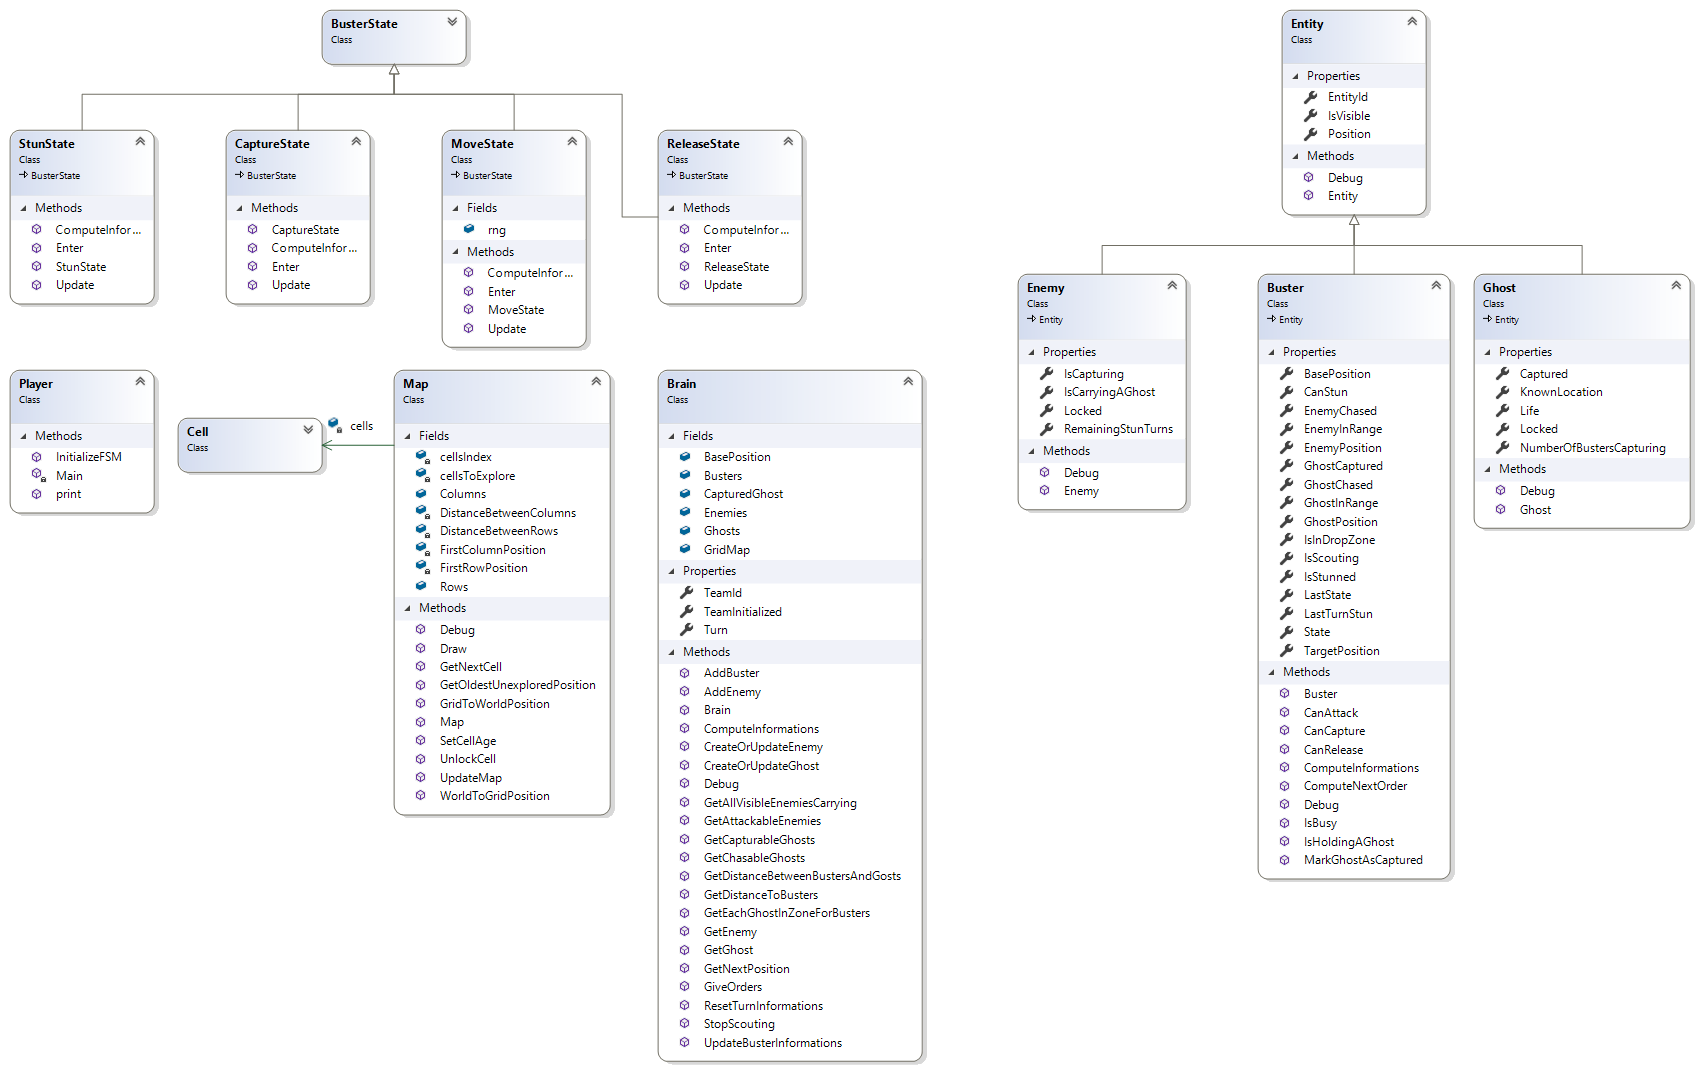 BusterState
Class
StunState
Class
BusterState
Methods
ComputeInfor...
Enter
StunState
Update
CaptureState
Class
BusterState
Methods
CaptureState
ComputeInfor...
Enter
Update
MoveState
Class
BusterState
Fields
rng
Methods
ComputeInfor...
Enter
MoveState
Update
ReleaseState
Class
BusterState
Methods
ComputeInfor...
Enter
ReleaseState
Update
Player
Class
Methods
InitializeFSM
Main
print
Cell
Class
cells
Map
Class
Fields
cellsIndex
cellsToExplore
Columns
DistanceBetweenColumns
DistanceBetweenRows
FirstColumnPosition
FirstRowPosition
Rows
Methods
Debug
Draw
GetNextCell
GetOldestUnexploredPosition
GridToWorldPosition
Map
SetCellAge
UnlockCell
UpdateMap
WorldToGridPosition
Brain
Class
Fields
BasePosition
Busters
CapturedGhost
Enemies
Ghosts
GridMap
Properties
TeamId
TeamInitialized
Turn
Methods
AddBuster
AddEnemy
Brain
ComputeInformations
CreateOrUpdateEnemy
CreateOrUpdateGhost
Debug
GetAllVisibleEnemiesCarrying
GetAttackableEnemies
GetCapturableGhosts
GetChasableGhosts
GetDistanceBetweenBustersAndGosts
GetDistanceToBusters
GetEachGhostInZoneForBusters
GetEnemy
GetGhost
GetNextPosition
GiveOrders
ResetTurnInformations
StopScouting
UpdateBusterInformations
Entity
Class
Properties
EntityId
IsVisible
Position
Methods
Debug
Entity
Enemy
Class
Entity
Properties
IsCapturing
IsCarryingAGhost
Locked
RemainingStunTurns
Methods
Debug
Enemy
Buster
Class
Entity
Properties
BasePosition
CanStun
EnemyChased
EnemyInRange
EnemyPosition
GhostCaptured
GhostChased
GhostInRange
GhostPosition
IsInDropZone
IsScouting
IsStunned
LastState
LastTurnStun
State
TargetPosition
Methods
Buster
CanAttack
CanCapture
CanRelease
ComputeInformations
ComputeNextOrder
Debug
IsBusy
IsHoldingAGhost
MarkGhostAsCaptured
Ghost
Class
Entity
Properties
Captured
KnownLocation
Life
Locked
NumberOfBustersCapturing
Methods
Debug
Ghost